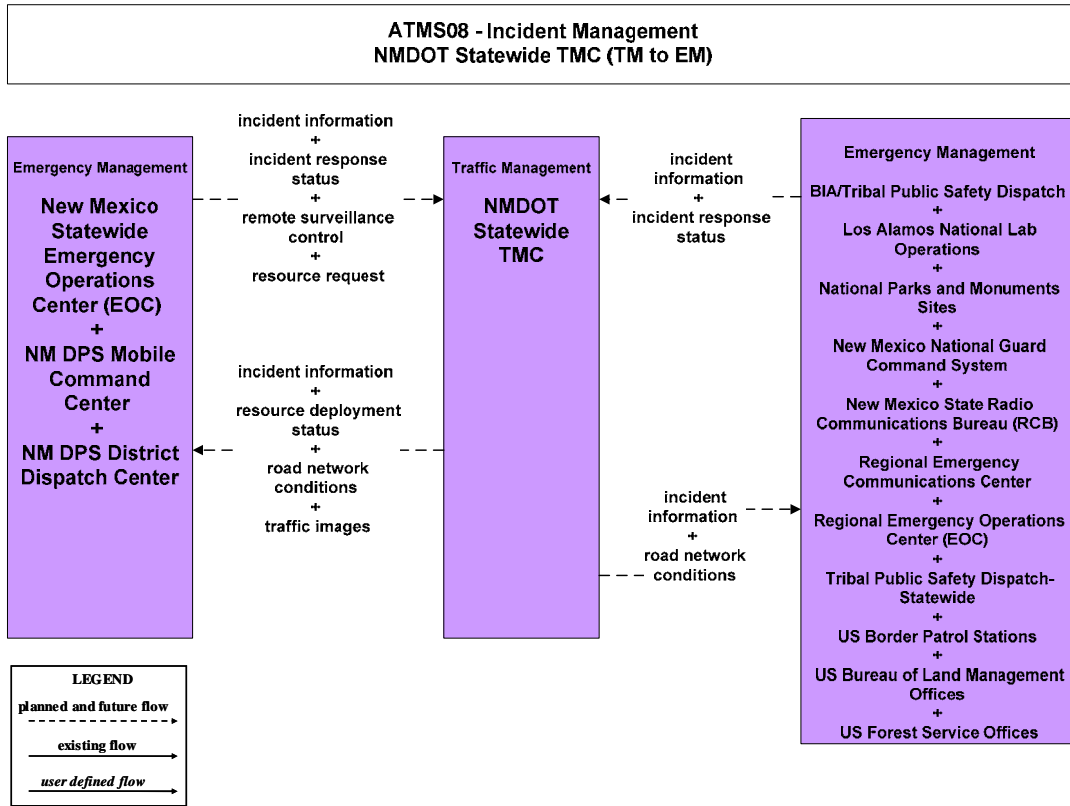 ATMS08 - Incident Management
NMDOT Statewide TMC (TM to EM)
Emergency Management
New Mexico
Statewide
Emergency
Operations
Center (EOC)
+
NM DPS Mobile
Command
Center
+
NM DPS District
Dispatch Center
incident information
+
incident response
status
+
remote surveillance
control
+
resource request
incident information
+
resource deployment
status
+
road network
conditions
+
traffic images
Traffic Management
NMDOT
Statewide
TMC
incident
information
+
incident response
status
incident
information
+
road network
conditions
Emergency Management
BIA/Tribal Public Safety Dispatch
+
Los Alamos National Lab
Operations
+
National Parks and Monuments
Sites
+
New Mexico National Guard
Command System
+
New Mexico State Radio
Communications Bureau (RCB)
+
Regional Emergency
Communications Center
+
Regional Emergency Operations
Center (EOC)
+
Tribal Public Safety Dispatch-
Statewide
+
US Border Patrol Stations
+
US Bureau of Land Management
Offices
+
US Forest Service Offices
LEGEND
planned and future flow
existing flow
user defined flow